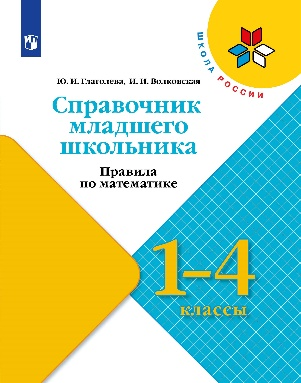 Ю. И. Глаголева, И. И. Волковская
Справочник
младшего
школьника
Правила
по математике
1–4
классы
ШКОЛА РОССИИ